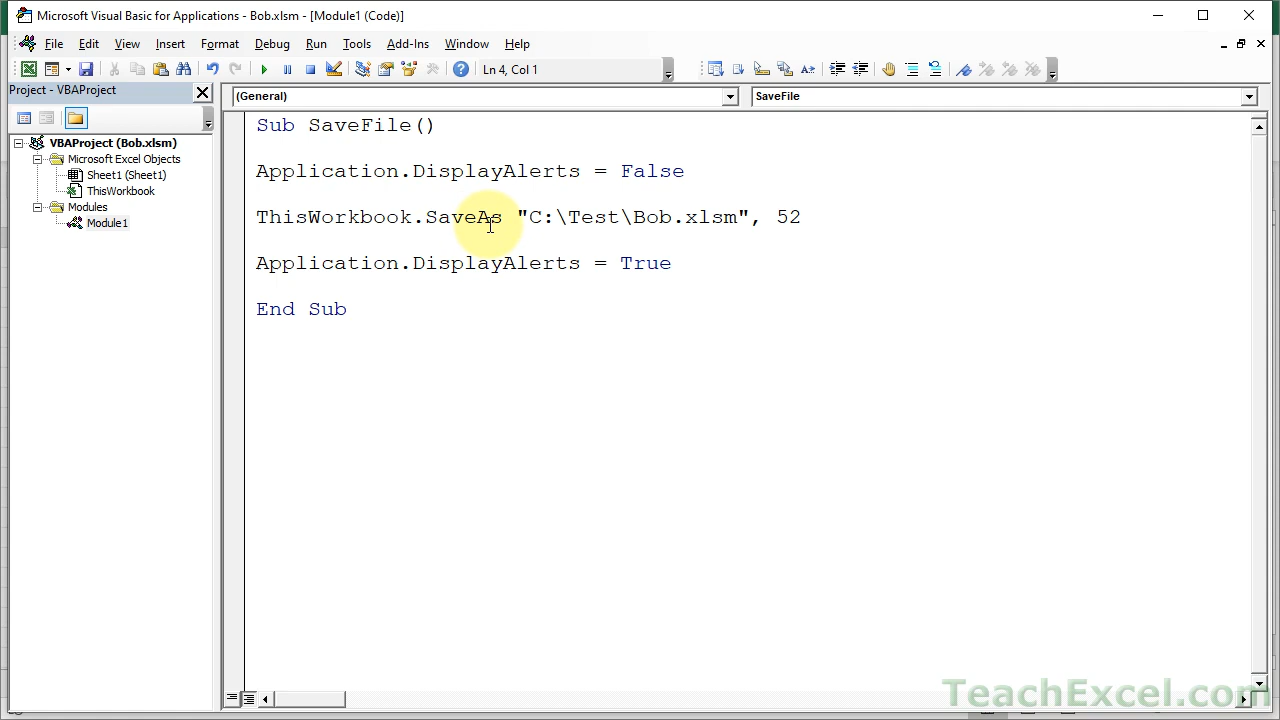 Microsoft Visual Basic for Applications - Bob.xlsm - [Module1 (Code)]
File Edit View Insert Format Debug Run Tools Add-Ins Window Help
Ln 4, Col 1
Project - VBAProject
(General) SaveFile
VBAProject (Bob.xlsm)
Microsoft Excel Objects
Sheet1 (Sheet1)
ThisWorkbook
Modules
Module1
Sub SaveFile()
Application.DisplayAlerts = False
ThisWorkbook.SaveAs "C:\Test\Bob.xlsm", 52
Application.DisplayAlerts = True
End Sub
TeachExcel.com